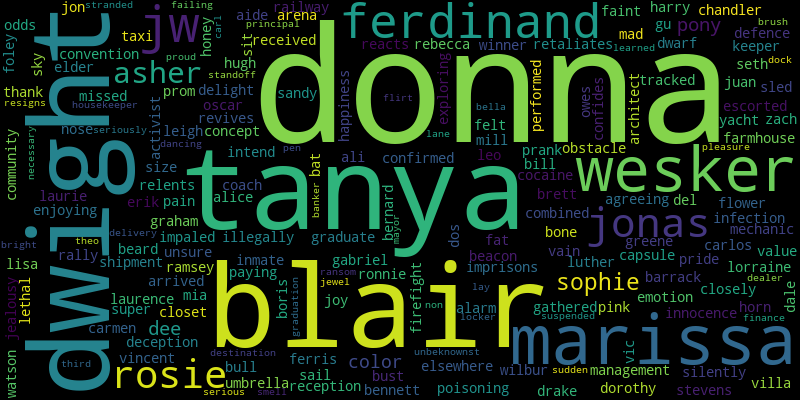 donna
dwight
tanya
blair
marissa
ferdinand
wesker
jw
jonas
rosie
asher
sophie
dee
color
jon
stranded
failing
carl
principal
aide
arena
railway
harry
chandler
brush
odds
foley
taxi
honey
sit
received
reacts
rebecca
winner
retaliates
faint
mad
gu
pony
defence
learned
dwarf
keeper
dock
convention
proud
hugh
standoff
exploring
performed
owes
confides
architect
tracked
juan
seth
sled
sky
elder
thank
resigns
missed
housekeeper
prom
delight
sandy
happiness
flirt
bella
escorted
yacht
zach
community
necessary
nose
seriously
activist
oscar
revives
leigh
concept
felt
lane
mill
prank
obstacle
farmhouse
pleasure
dancing
size
intend
pen
bat
ali
confirmed
leo
bill
cocaine
laurie
enjoying
relents
coach
alice
banker
bernard
mayor
brett
agreeing
del
flower
erik
pain
graham
combined
infection
mechanic
bright
theo
delivery
impaled
illegally
graduate
dos
fat
bone
greene
carlos
beard
unsure
vain
lisa
rally
shipment
ramsey
inmate
gabriel
beacon
luther
capsule
pride
value
paying
ronnie
imprisons
barrack
lorraine
jealousy
lethal
arrived
ransom
jewel
lay
emotion
closely
dealer
dale
laurence
mia
closet
boris
joy
graduation
firefight
non
alarm
locker
gathered
pink
innocence
horn
super
suspended
finance
carmen
deception
vincent
destination
ferris
unbeknownst
elsewhere
wilbur
sudden
vic
management
silently
watson
third
serious
bull
umbrella
smell
sail
reception
bust
bennett
poisoning
drake
dorothy
stevens
villa